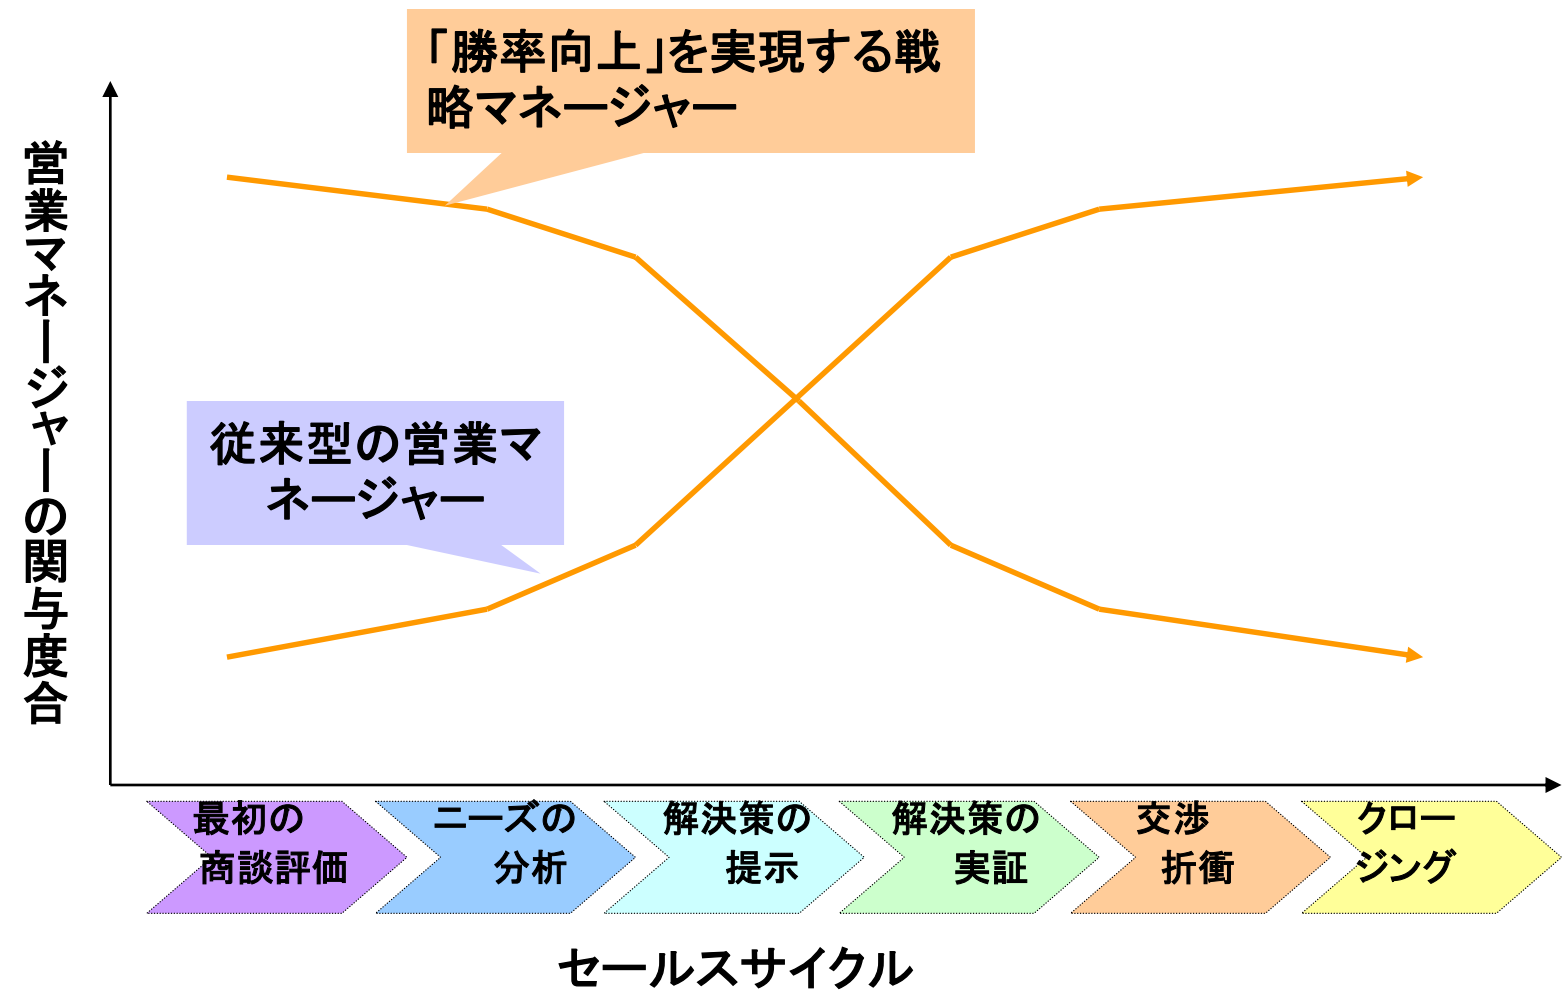 「勝率向上」を実現する戦
略マネージャー
営業マネージャーの関与度合
従来型の営業マ
ネージャー
最初の
商談評価
ニーズの
分析
解決策の
提示
解決策の
実証
交渉
折衝
クロー
ジング
セールスサイクル